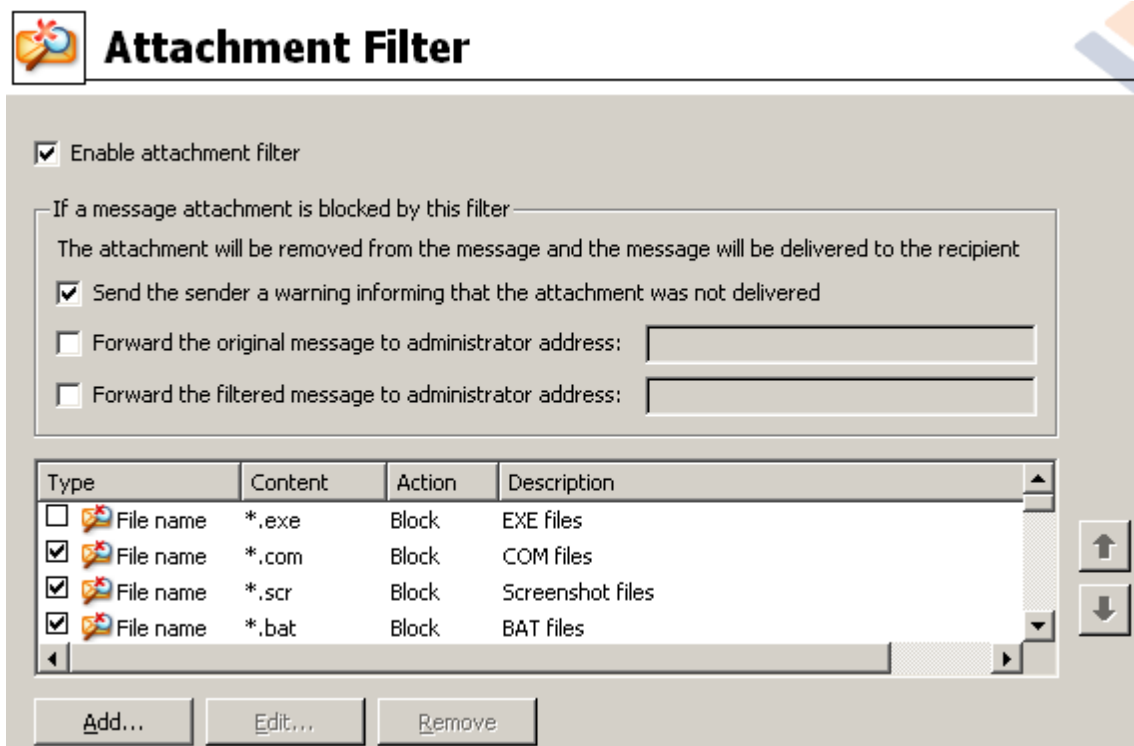 Attachment Filter
Enable attachment filter
If a message attachment is blocked by this filter
The attachment will be removed from the message and the message will be delivered to the recipient
Send the sender a warning informing that the attachment was not delivered
Forward the original message to administrator address:
Forward the filtered message to administrator address:
Type Content Action Description
File name *.exe Block EXE files
File name *.com Block COM files
File name *.scr Block Screenshot files
File name *.bat Block BAT files
Add... Edit... Remove